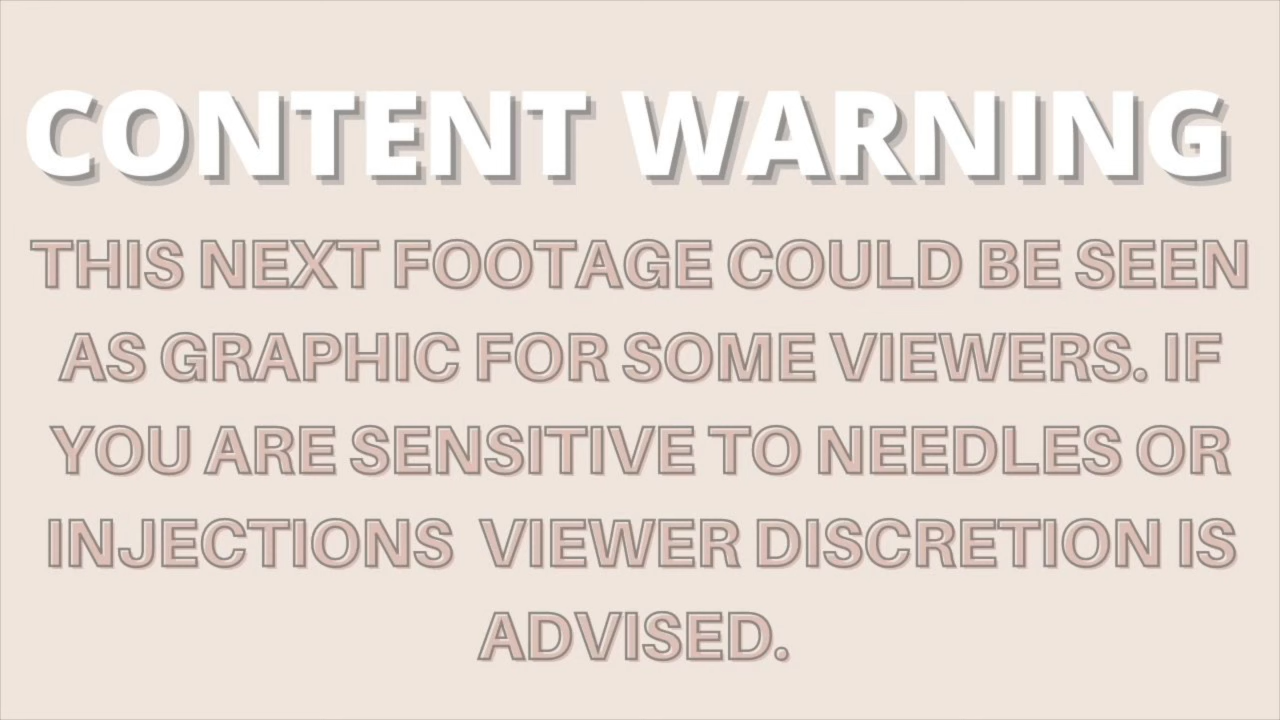 CONTENT WARNING
THIS NEXT FOOTAGE COULD BE SEEN
AS GRAPHIC FOR SOME VIEWERS. IF
YOU ARE SENSITIVE TO NEEDLES OR
INJECTIONS  VIEWER DISCRETION IS
ADVISED.